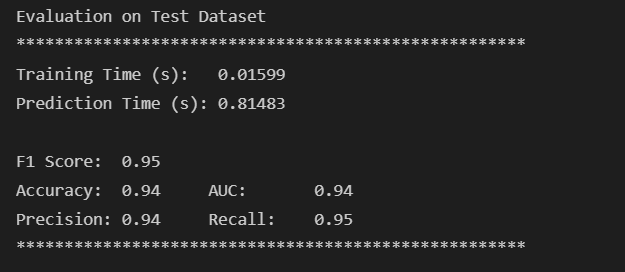 Evaluation on Test Dataset
*****************************************************
Training Time (s):   0.01599
Prediction Time (s): 0.81483
F1 Score:  0.95
Accuracy:  0.94     AUC:       0.94
Precision: 0.94     Recall:    0.95
*****************************************************